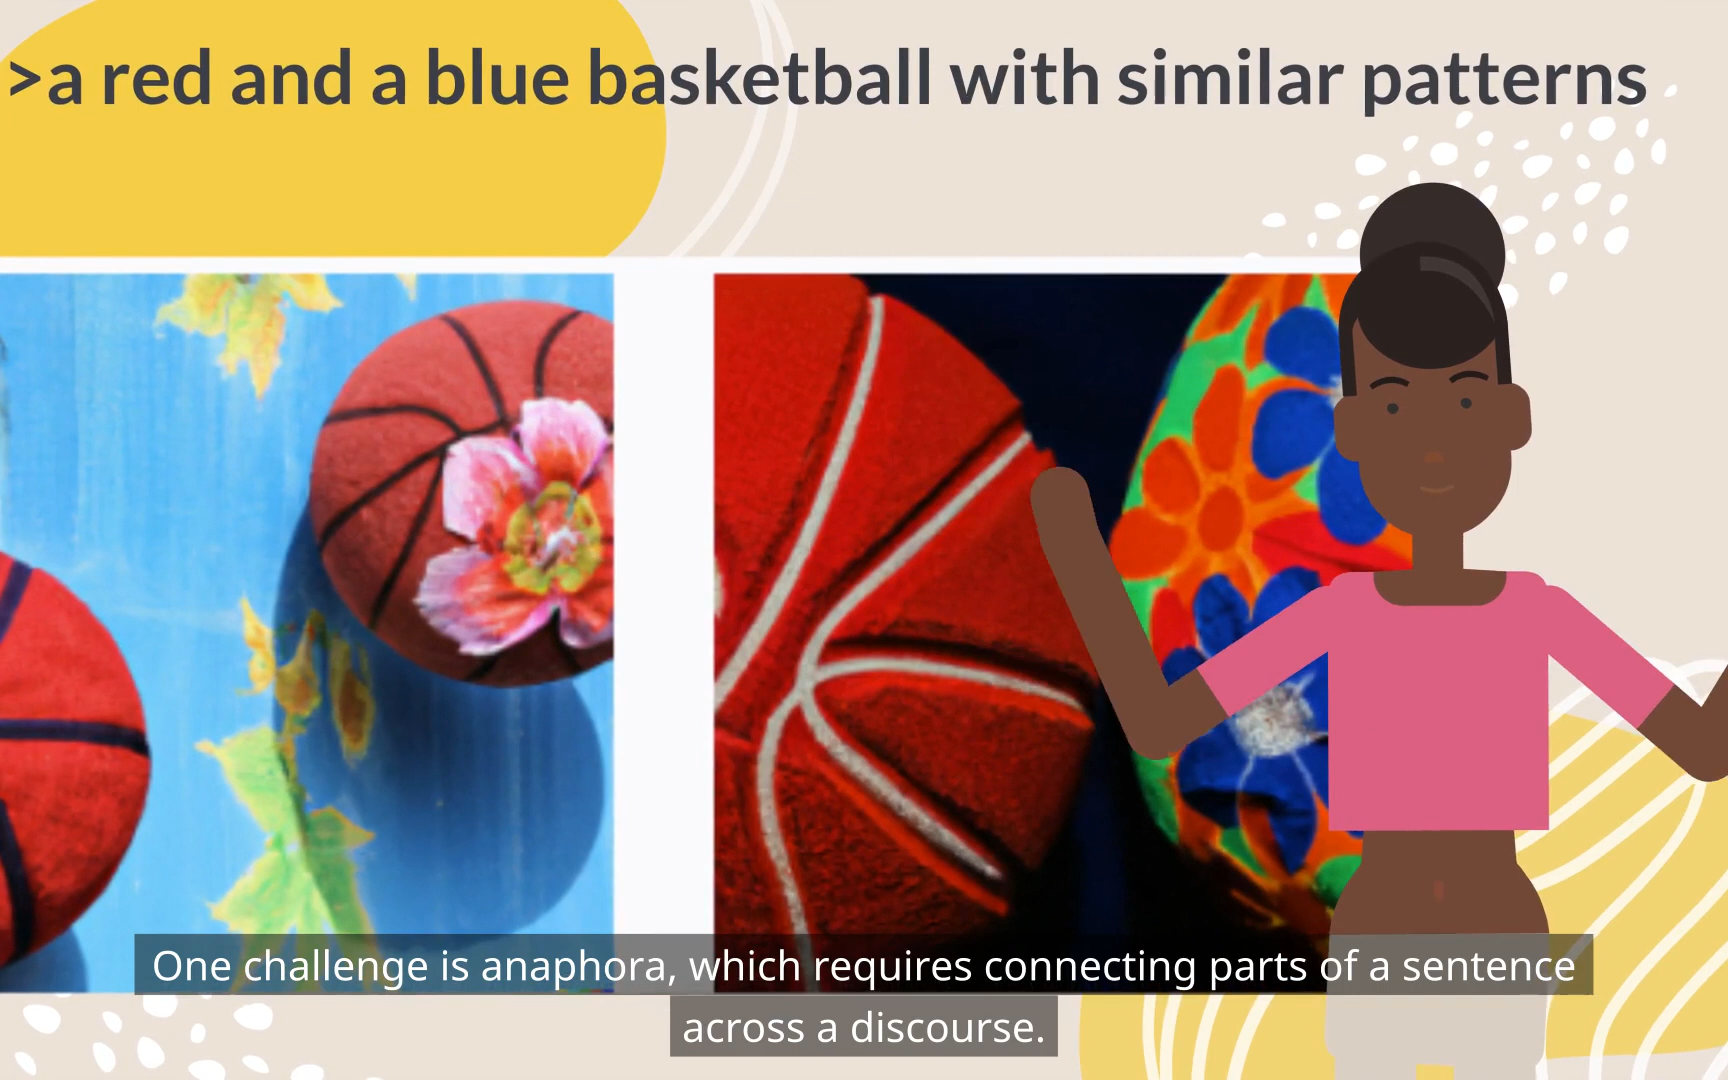 >a red and a blue basketball with similar patterns
One challenge is anaphora, which requires connecting parts of a sentence
across a discourse.